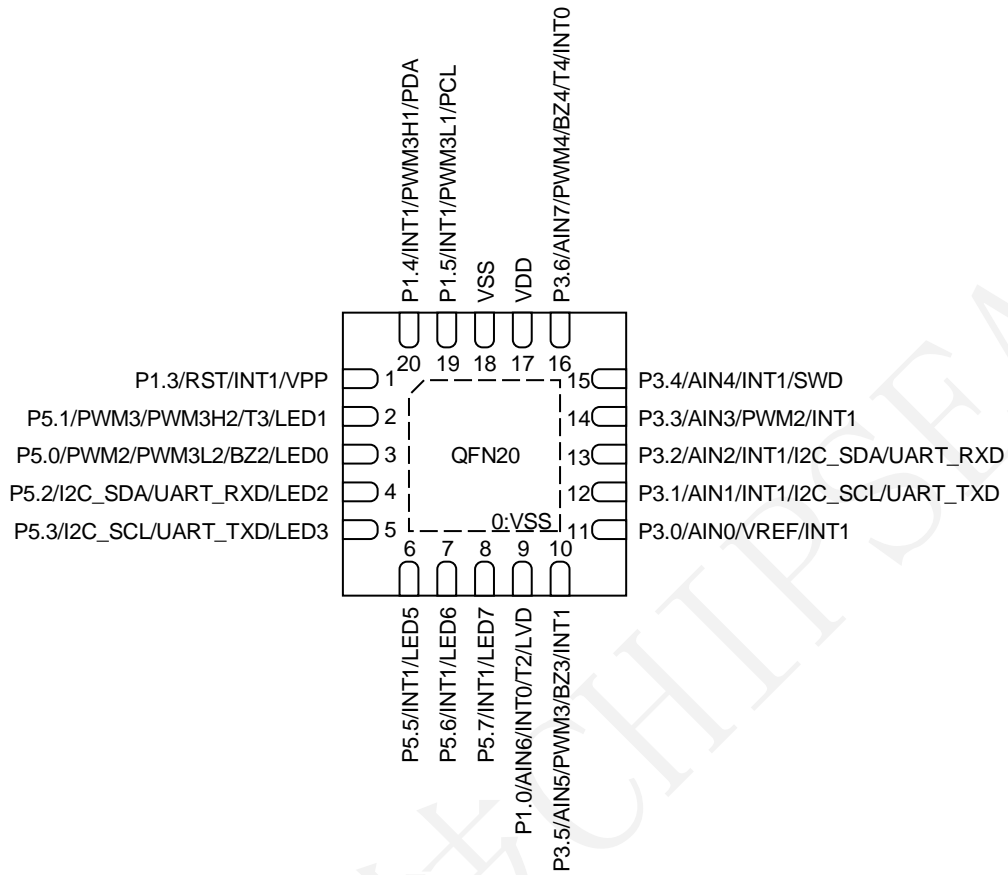 P1.4/INT1/PWM3H1/PDA
P1.5/INT1/PWM3L1/PCL
VSS
VDD
P3.6/AIN7/PWM4/BZ4/T4/INT0
20 19 18 17 16
P1.3/RST/INT1/VPP 1
P5.1/PWM3/PWM3H2/T3/LED1 2
P5.0/PWM2/PWM3L2/BZ2/LED0 3
P5.2/I2C_SDA/UART_RXD/LED2 4
P5.3/I2C_SCL/UART_TXD/LED3 5
QFN20
0:VSS
15 P3.4/AIN4/INT1/SWD
14 P3.3/AIN3/PWM2/INT1
13 P3.2/AIN2/INT1/I2C_SDA/UART_RXD
12 P3.1/AIN1/INT1/I2C_SCL/UART_TXD
11 P3.0/AIN0/VREF/INT1
6 7 8 9 10
P5.5/INT1/LED5
P5.6/INT1/LED6
P5.7/INT1/LED7
P1.0/AIN6/INT0/T2/LVD
P3.5/AIN5/PWM3/BZ3/INT1
CHIPSEA